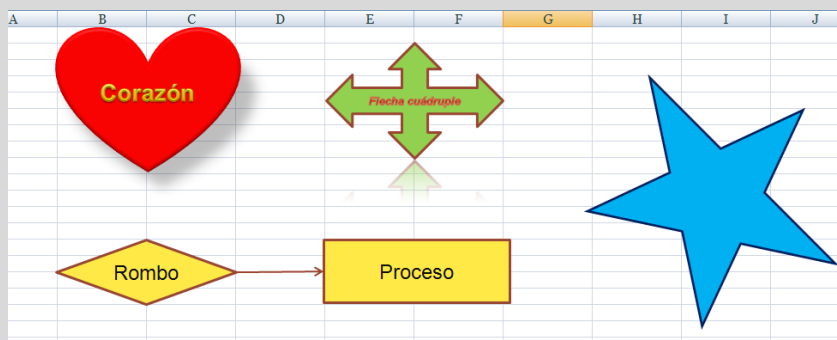 A B C D E F G H I J
Corazón
Flecha cuádruple
Rombo
Proceso